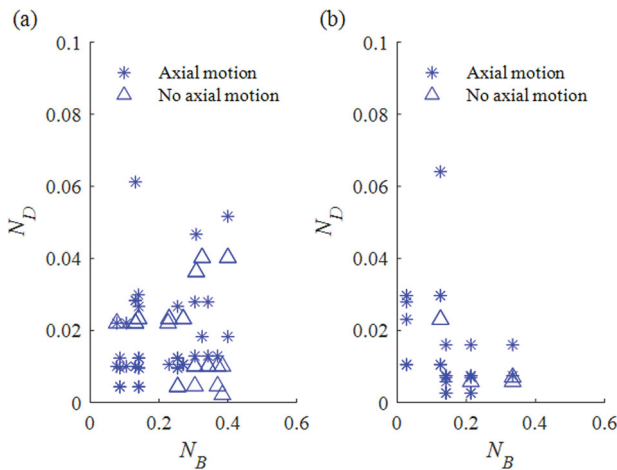 (a) (b)
0.1 0.1
Axial motion Axial motion
No axial motion No axial motion
0.08 0.08
0.06 0.06
N_D N_D
0.04 0.04
0.02 0.02
0 0
0 0.2 0.4 0.6 0 0.2 0.4 0.6
N_B N_B